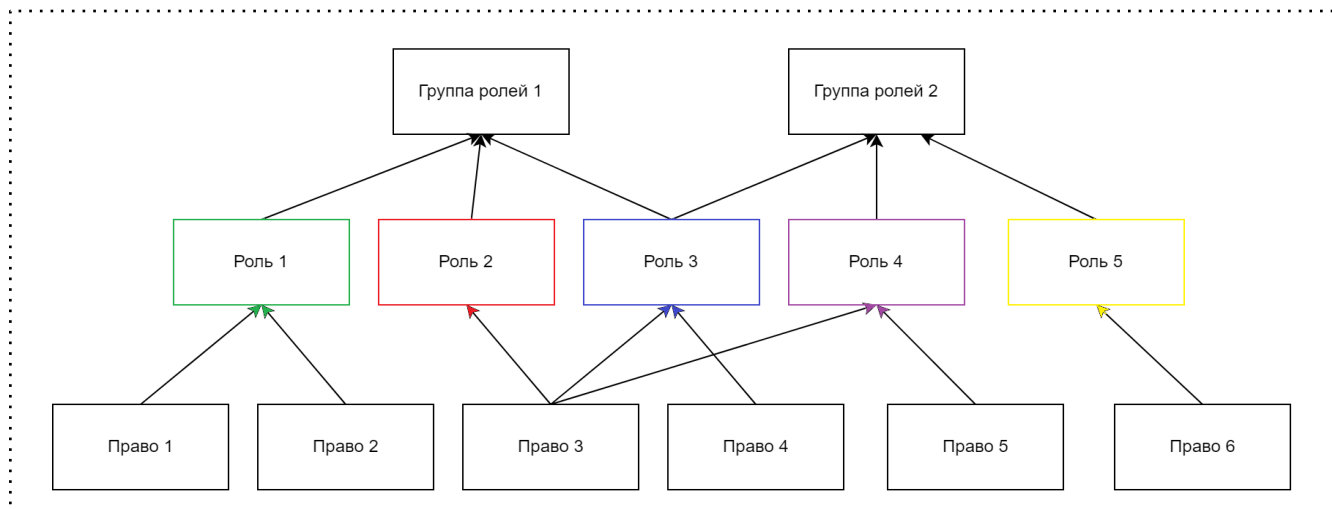 Группа ролей 1
Группа ролей 2
Роль 1
Роль 2
Роль 3
Роль 4
Роль 5
Право 1
Право 2
Право 3
Право 4
Право 5
Право 6